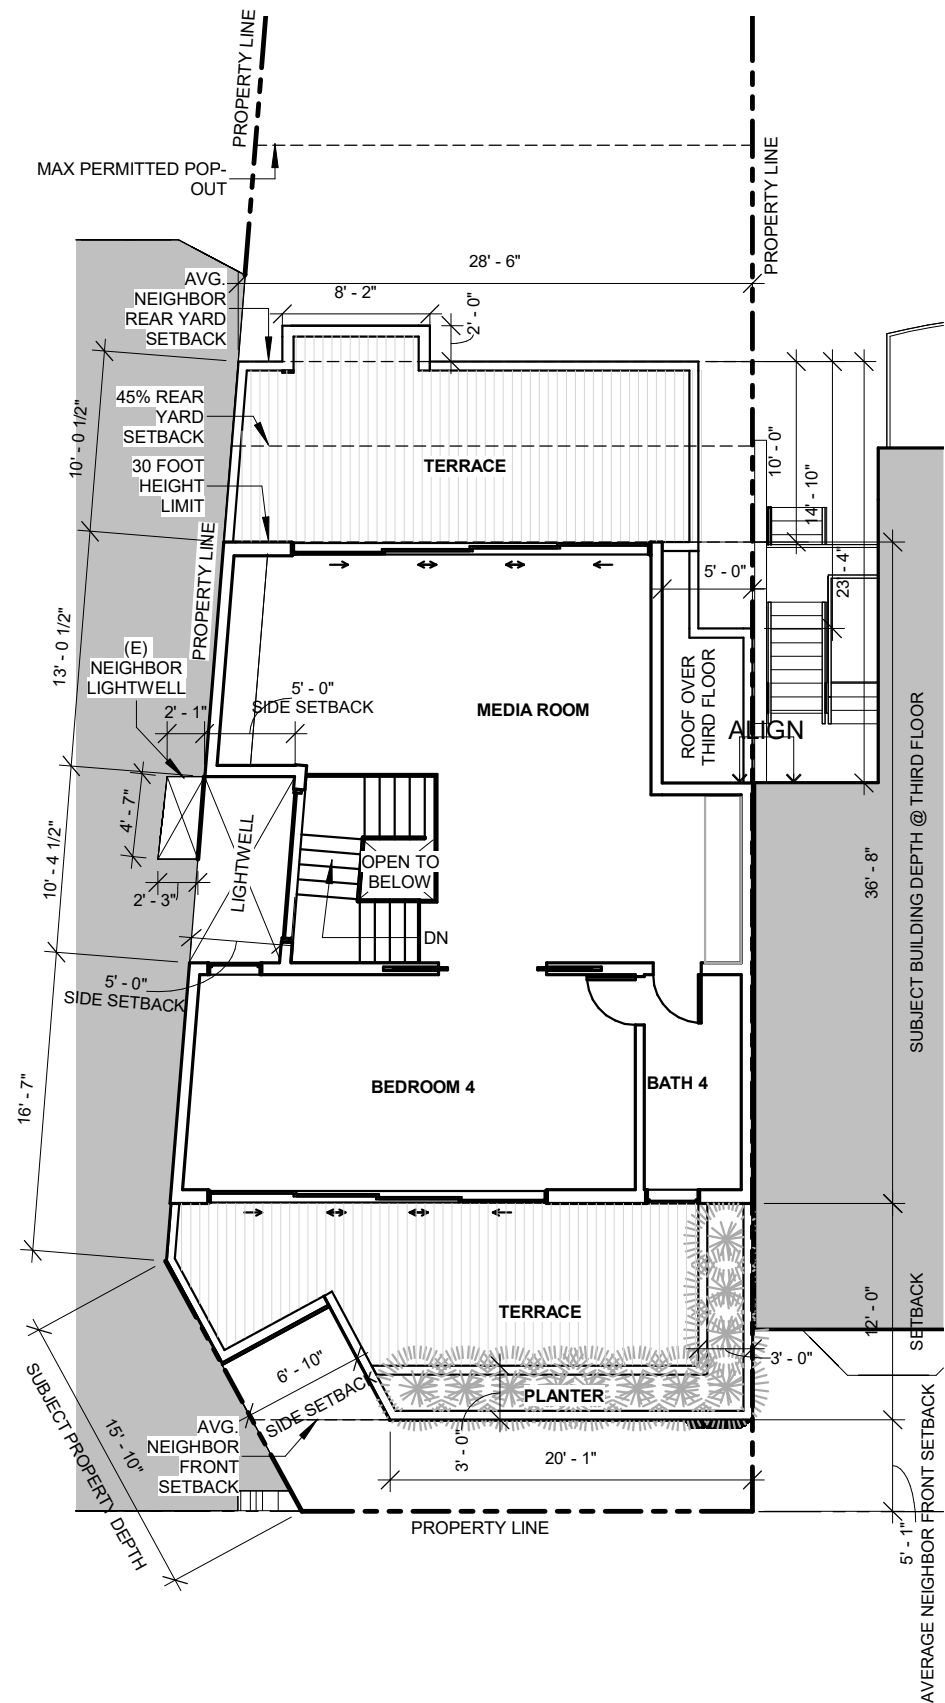 PROPERTY LINE
MAX PERMITTED POP-
OUT
PROPERTY LINE
28' - 6"
AVG.
NEIGHBOR
REAR YARD
SETBACK
8' - 2"
2' - 0"
45% REAR
YARD
SETBACK
10' - 0 1/2"
TERRACE
10' - 0"
14' - 10"
23' - 4"
30 FOOT
HEIGHT
LIMIT
PROPERTY LINE
5' - 0"
13' - 0 1/2"
(E)
NEIGHBOR
LIGHTWELL
2' - 1"
5' - 0"
SIDE SETBACK
MEDIA ROOM
ROOF OVER
THIRD FLOOR
ALIGN
SUBJECT BUILDING DEPTH @ THIRD FLOOR
4' - 7"
10' - 4 1/2"
LIGHTWELL
OPEN TO
BELOW
36' - 8"
2' - 3"
DN
5' - 0"
SIDE SETBACK
BEDROOM 4
BATH 4
16' - 7"
TERRACE
12' - 0"
SETBACK
3' - 0"
6' - 10"
SIDE SETBACK
PLANTER
SUBJECT PROPERTY DEPTH
15' - 10"
AVG.
NEIGHBOR
FRONT
SETBACK
3' - 0"
20' - 1"
PROPERTY LINE
5' - 1"
AVERAGE NEIGHBOR FRONT SETBACK